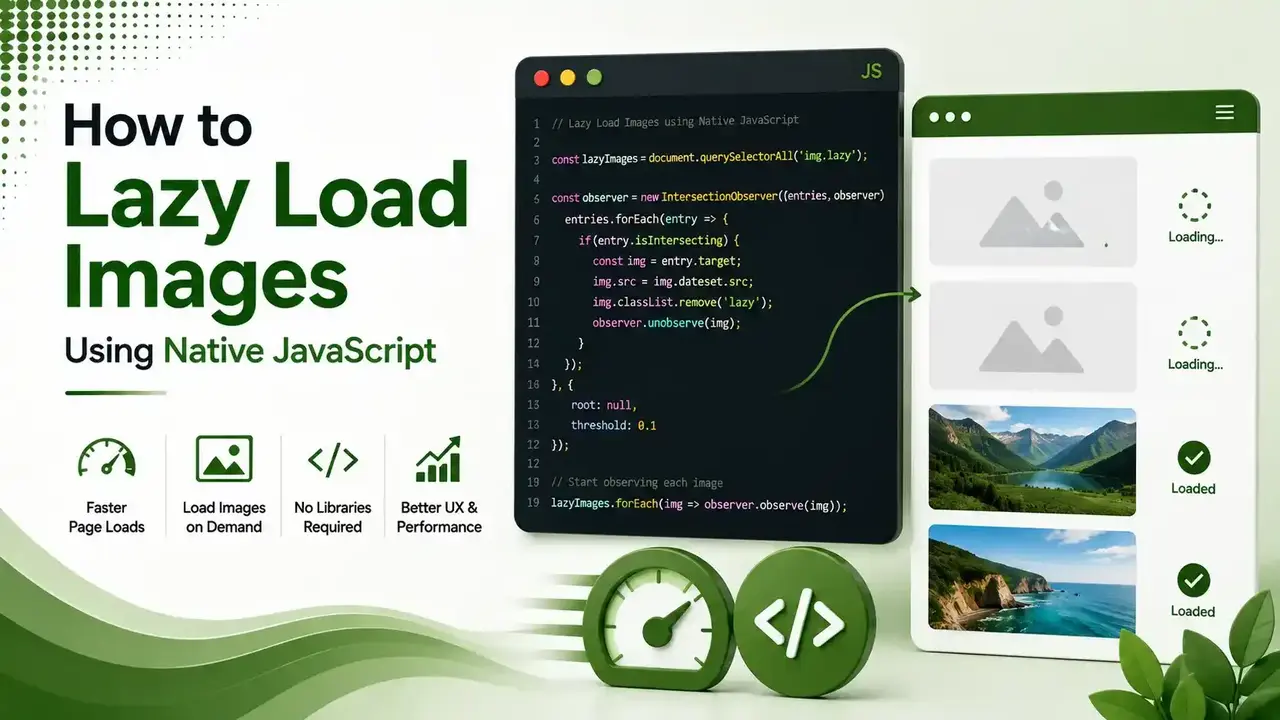 How to
Lazy Load
Images
Using Native JavaScript
Faster
Page Loads
Load Images
on Demand
No Libraries
Required
Better UX &
Performance
JS
1 // Lazy Load Images using Native JavaScript
2
3 const lazyImages = document.querySelectorAll('img.lazy');
4
5 const observer = new IntersectionObserver((entries, observer)
6 entries.forEach(entry => {
7 if(entry.isIntersecting) {
8 const img = entry.target;
9 img.src = img.dateset.src;
10 img.classList.remove('lazy');
11 observer.unobserve(img);
12 }
14 });
16 }, {
13 root: null,
13 threshold: 0.1
12 });
12
19 // Start observing each image
19 lazyImages.forEach(img => observer.observe(img));
Loading...
Loading...
Loaded
Loaded
</>